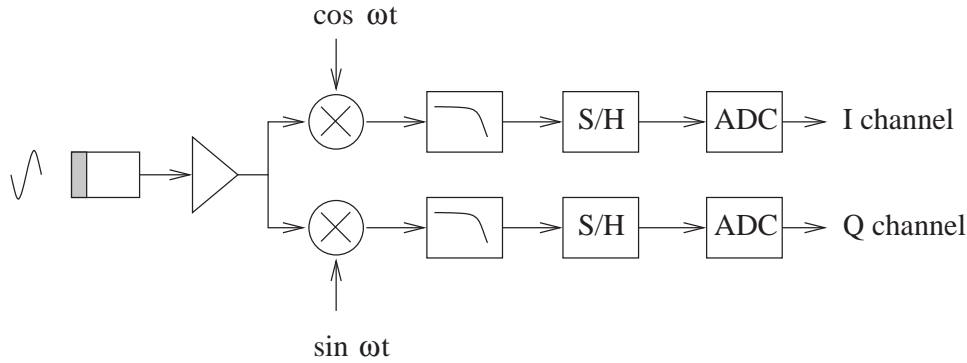 cos ωt
S/H
ADC
I channel
S/H
ADC
Q channel
sin ωt